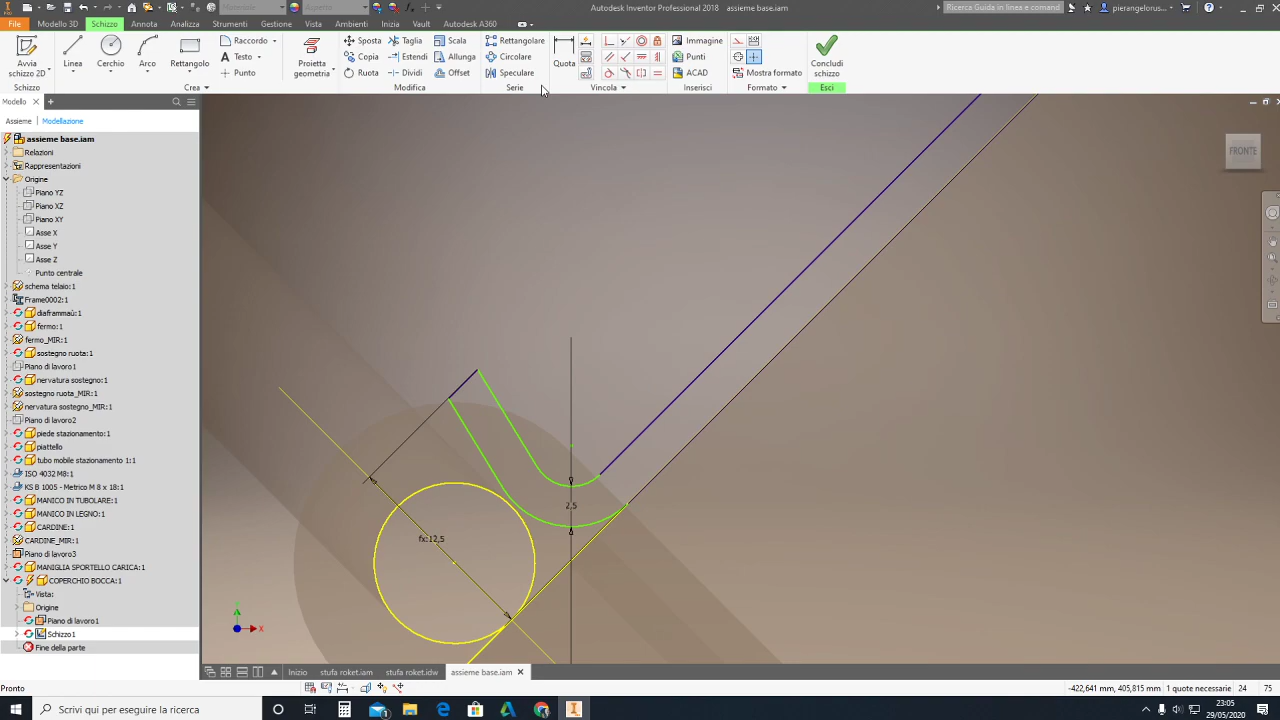 Autodesk Inventor Professional 2018 assieme base.iam
Ricerca Guida in linea e comand
pierangelorus...
File Modello 3D Schizzo Annota Analizza Strumenti Gestione Vista Ambienti Inizia Vault Autodesk A360
Avvia schizzo 2D
Linea Cerchio Arco Rettangolo
Raccordo
Testo
Punto
Proietta geometria
Sposta Taglia Scala
Copia Estendi Allunga
Ruota Dividi Offset
Rettangolare
Circolare
Speculare
Quota
Immagine
Punti
ACAD
Mostra formato
Concludi schizzo
Schizzo Crea Modifica Serie Vincola Inserisci Formato Esci
Modello
Assieme Modellazione
assieme base.iam
Relazioni
Rappresentazioni
Origine
Piano YZ
Piano XZ
Piano XY
Asse X
Asse Y
Asse Z
Punto centrale
schema telaio:1
Frame0002:1
diaframmaù:1
fermo:1
fermo_MIR:1
sostegno ruota:1
Piano di lavoro1
nervatura sostegno:1
sostegno ruota_MIR:1
nervatura sostegno_MIR:1
Piano di lavoro2
piede stazionamento:1
piattello
tubo mobile stazionamento 1:1
ISO 4032 M8:1
KS B 1005 - Metrico M 8 x 18:1
MANICO IN TUBOLARE:1
MANICO IN LEGNO:1
CARDINE:1
CARDINE_MIR:1
Piano di lavoro3
MANIGLIA SPORTELLO CARICA:1
COPERCHIO BOCCA:1
Vista:
Origine
Piano di lavoro1
Schizzo1
Fine della parte
FRONTE
2,5
fx:12,5
X
Inizio stufa roket.iam stufa roket.idw assieme base.iam
Pronto
-422,641 mm, 405,815 mm 1 quote necessarie 24 75
Scrivi qui per eseguire la ricerca
23:05
29/05/2020